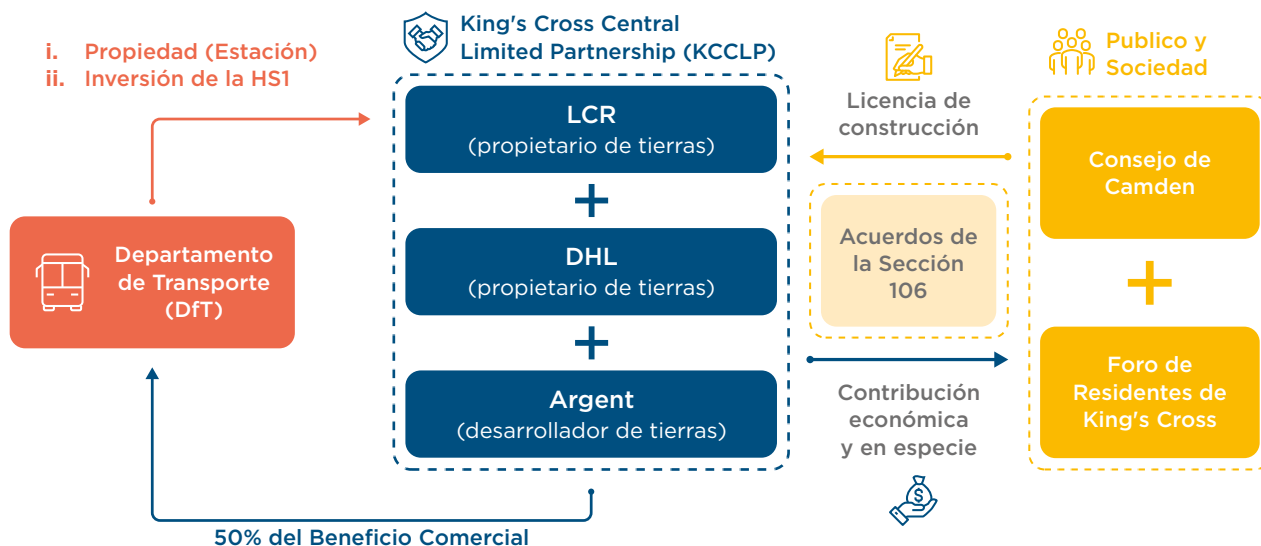 i. Propiedad (Estación)
ii. Inversión de la HS1
Departamento
de Transporte
(DfT)
King's Cross Central
Limited Partnership (KCCLP)
LCR
(propietario de tierras)
+
DHL
(propietario de tierras)
+
Argent
(desarrollador de tierras)
50% del Beneficio Comercial
Licencia de
construcción
Acuerdos de
la Sección
106
Contribución
económica
y en especie
$
Publico y
Sociedad
Consejo de
Camden
+
Foro de
Residentes de
King's Cross